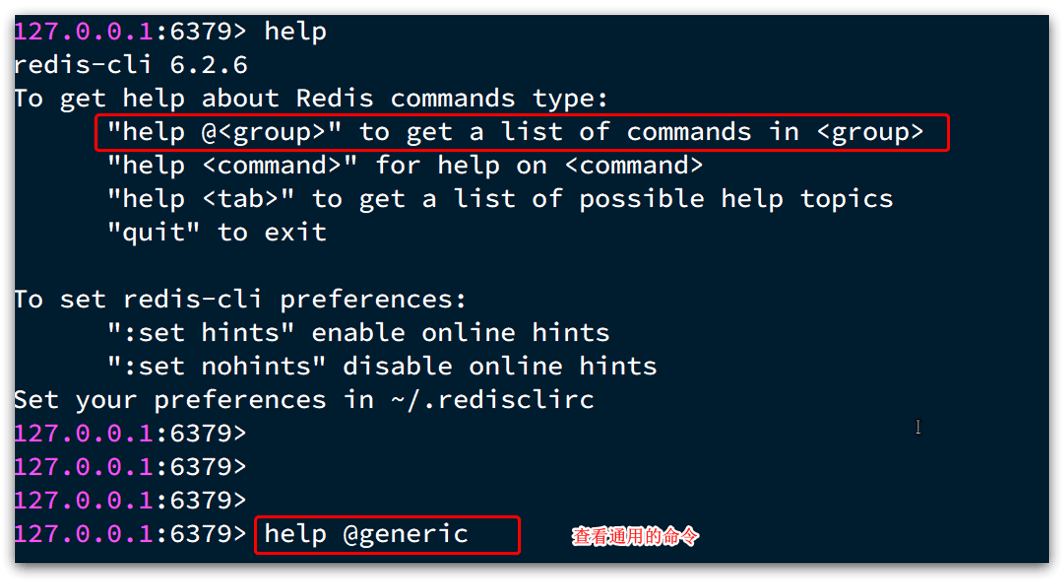 127.0.0.1:6379> help
redis-cli 6.2.6
To get help about Redis commands type:
"help @<group>" to get a list of commands in <group>
"help <command>" for help on <command>
"help <tab>" to get a list of possible help topics
"quit" to exit
To set redis-cli preferences:
":set hints" enable online hints
":set nohints" disable online hints
Set your preferences in ~/.redisclirc
127.0.0.1:6379>
127.0.0.1:6379>
127.0.0.1:6379>
127.0.0.1:6379> help @generic 查看通用的命令